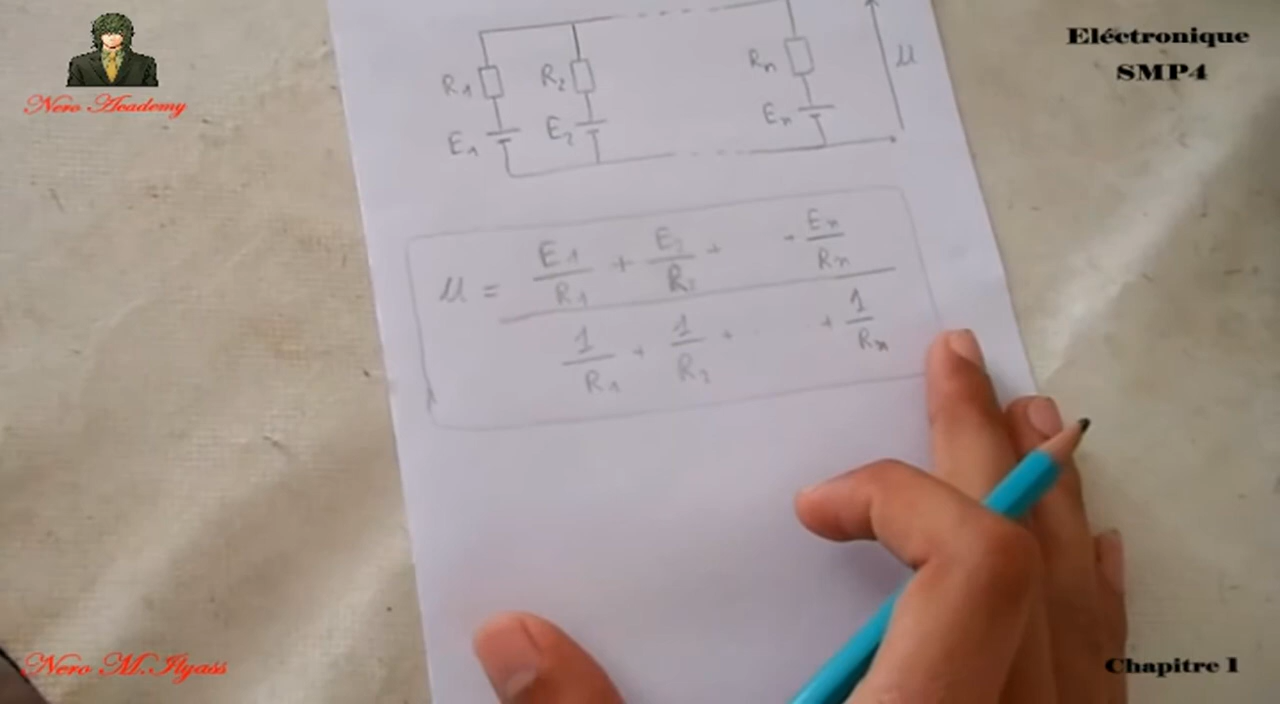 Nero Academy
Eléctronique
SMP4
R1 R2 Rn u
E1 E2 En
u = (E1/R1 + E2/R2 + - En/Rn) / (1/R1 + 1/R2 + + 1/Rn)
Nero M.Ilyass
Chapitre 1